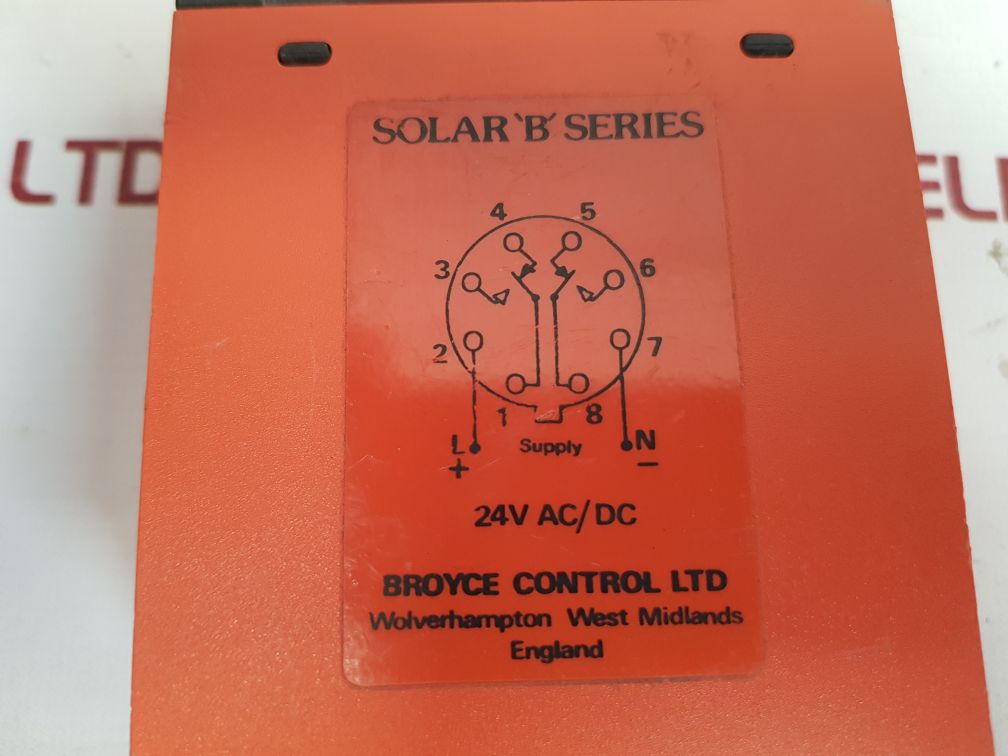 SOLAR 'B' SERIES
4 5
3 6
2 7
1 8
L Supply N
+ −
24V AC/DC
BROYCE CONTROL LTD
Wolverhampton West Midlands
England
LTD
ELE